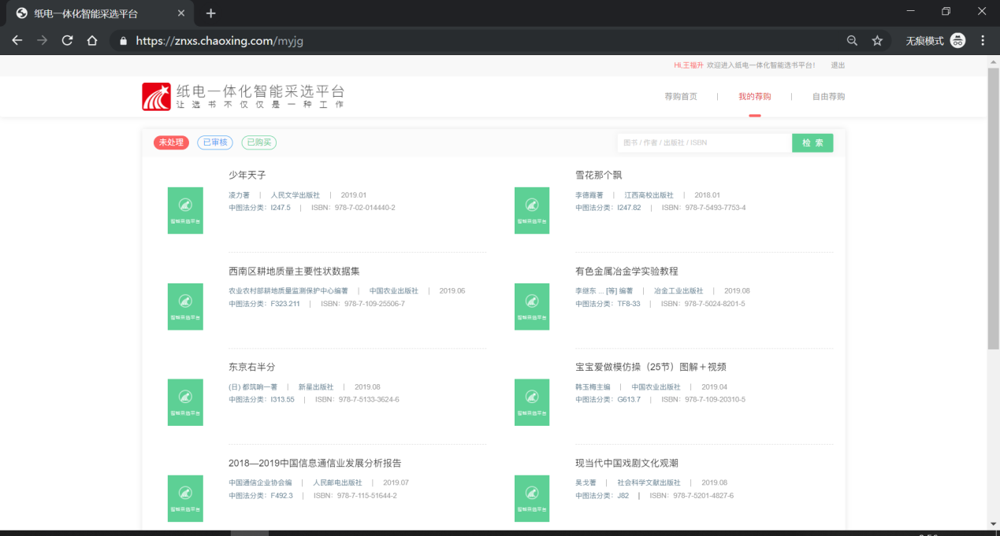 纸电一体化智能采选平台
https://znxs.chaoxing.com/myjg
无痕模式
Hi,王福升 欢迎进入纸电一体化智能选书平台! 退出
纸电一体化智能采选平台
让选书不仅仅是一种工作
荐购首页 | 我的荐购 | 自由荐购
未处理 已审核 已购买 图书 / 作者 / 出版社 / ISBN 检 索
少年天子
凌力著 | 人民文学出版社 | 2019.01
中图法分类: I247.5 | ISBN: 978-7-02-014440-2
智能采选平台
雪花那个飘
李德霞著 | 江西高校出版社 | 2018.01
中图法分类: I247.82 | ISBN: 978-7-5493-7753-4
智能采选平台
西南区耕地质量主要性状数据集
农业农村部耕地质量监测保护中心编著 | 中国农业出版社 | 2019.06
中图法分类: F323.211 | ISBN: 978-7-109-25506-7
智能采选平台
有色金属冶金学实验教程
李继东 ... [等] 编著 | 冶金工业出版社 | 2019.08
中图法分类: TF8-33 | ISBN: 978-7-5024-8201-5
智能采选平台
东京右半分
(日) 都筑响一著 | 新星出版社 | 2019.08
中图法分类: I313.55 | ISBN: 978-7-5133-3624-6
智能采选平台
宝宝爱做模仿操（25节）图解＋视频
韩玉梅主编 | 中国农业出版社 | 2019.04
中图法分类: G613.7 | ISBN: 978-7-109-20310-5
智能采选平台
2018—2019中国信息通信业发展分析报告
中国通信企业协会编 | 人民邮电出版社 | 2019.07
中图法分类: F492.3 | ISBN: 978-7-115-51644-2
智能采选平台
现当代中国戏剧文化观潮
吴戈著 | 社会科学文献出版社 | 2019.08
中图法分类: J82 | ISBN: 978-7-5201-4827-6
智能采选平台